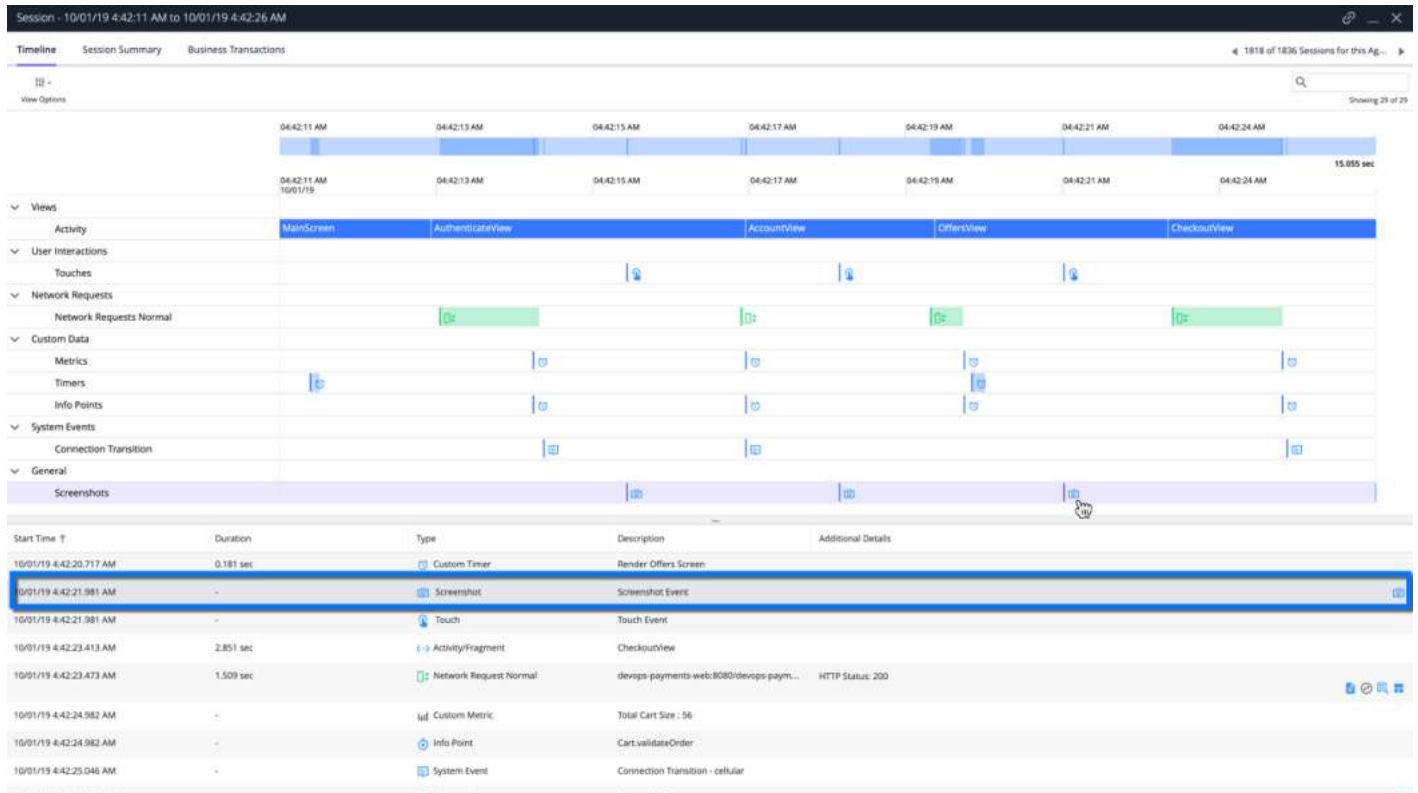 Session - 10/01/19 4:42:11 AM to 10/01/19 4:42:26 AM
Timeline Session Summary Business Transactions 1818 of 1836 Sessions for this Ag...
View Options
Showing 29 of 29
04:42:11 AM 04:42:13 AM 04:42:15 AM 04:42:17 AM 04:42:19 AM 04:42:21 AM 04:42:24 AM
15.055 sec
04:42:11 AM 04:42:13 AM 04:42:15 AM 04:42:17 AM 04:42:19 AM 04:42:21 AM 04:42:24 AM
10/01/19
Views
Activity MainScreen AuthenticateView AccountView OffersView CheckoutView
User Interactions
Touches
Network Requests
Network Requests Normal
Custom Data
Metrics
Timers
Info Points
System Events
Connection Transition
General
Screenshots
Start Time Duration Type Description Additional Details
10/01/19 4:42:20.717 AM 0.181 sec Custom Timer Render Offers Screen
10/01/19 4:42:21.981 AM - Screenshot Screenshot Event
10/01/19 4:42:21.981 AM - Touch Touch Event
10/01/19 4:42:23.413 AM 2.851 sec Activity/Fragment CheckoutView
10/01/19 4:42:23.473 AM 1.509 sec Network Request Normal devops-payments-web:8080/devops-paym... HTTP Status: 200
10/01/19 4:42:24.982 AM - Custom Metric Total Cart Size : 56
10/01/19 4:42:24.982 AM - Info Point Cart.validateOrder
10/01/19 4:42:25.046 AM - System Event Connection Transition - cellular